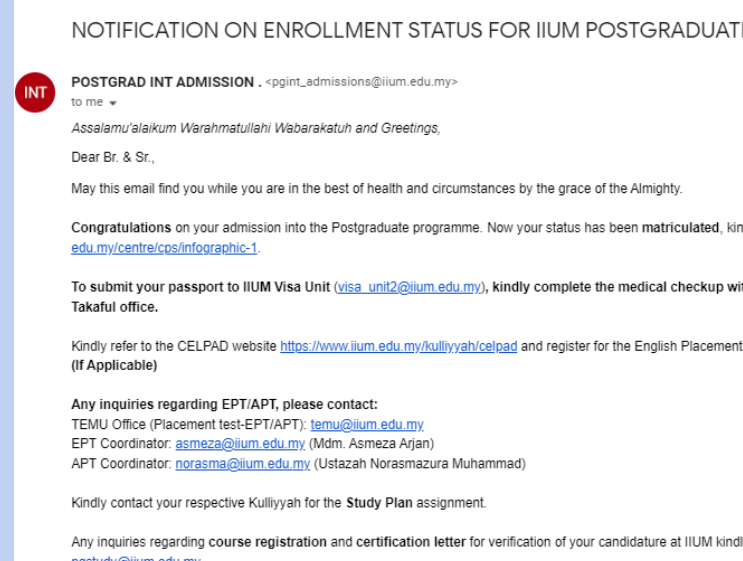 NOTIFICATION ON ENROLLMENT STATUS FOR IIUM
INT
POSTGRAD INT ADMISSION . <pgint_admissions@iium.edu.my>
to me
Assalamu'alaikum Warahmatullahi Wabarakatuh and Greetings,
Dear Br. & Sr.,
May this email find you while you are in the best of health and circumstances by the grace of the Almighty.
Congratulations on your admission into the Postgraduate programme. Now your status has been matriculated,
edu.my/centre/cps/infographic-1.
To submit your passport to IIUM Visa Unit (visa_unit2@iium.edu.my), kindly complete the medical checkup
Takaful office.
Kindly refer to the CELPAD website https://www.iium.edu.my/kulliyyah/celpad and register for the English Placement
(If Applicable)
Any inquiries regarding EPT/APT, please contact:
TEMU Office (Placement test-EPT/APT): temu@iium.edu.my
EPT Coordinator: asmeza@iium.edu.my (Mdm. Asmeza Arjan)
APT Coordinator: norasma@iium.edu.my (Ustazah Norasmazura Muhammad)
Kindly contact your respective Kulliyyah for the Study Plan assignment.
Any inquiries regarding course registration and certification letter for verification of your candidature at IIUM